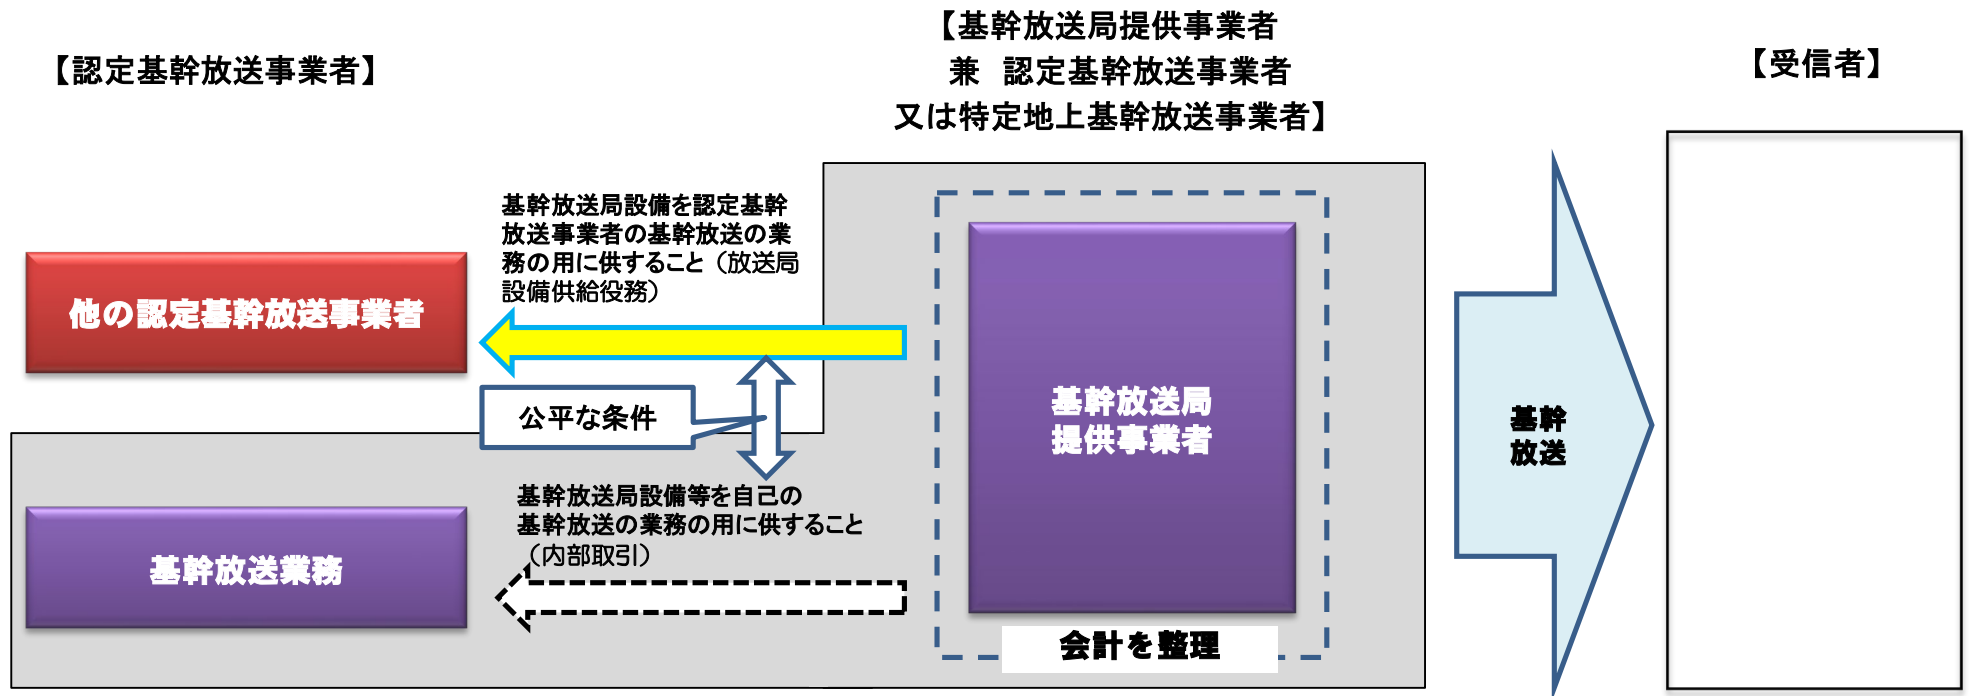 【認定基幹放送事業者】
【基幹放送局提供事業者
兼　認定基幹放送事業者
又は特定地上基幹放送事業者】
【受信者】
基幹放送局設備を認定基幹
放送事業者の基幹放送の業
務の用に供すること（放送局
設備供給役務）
他の認定基幹放送事業者
公平な条件
基幹放送局
提供事業者
基幹
放送
基幹放送局設備等を自己の
基幹放送の業務の用に供すること
（内部取引）
基幹放送業務
会計を整理